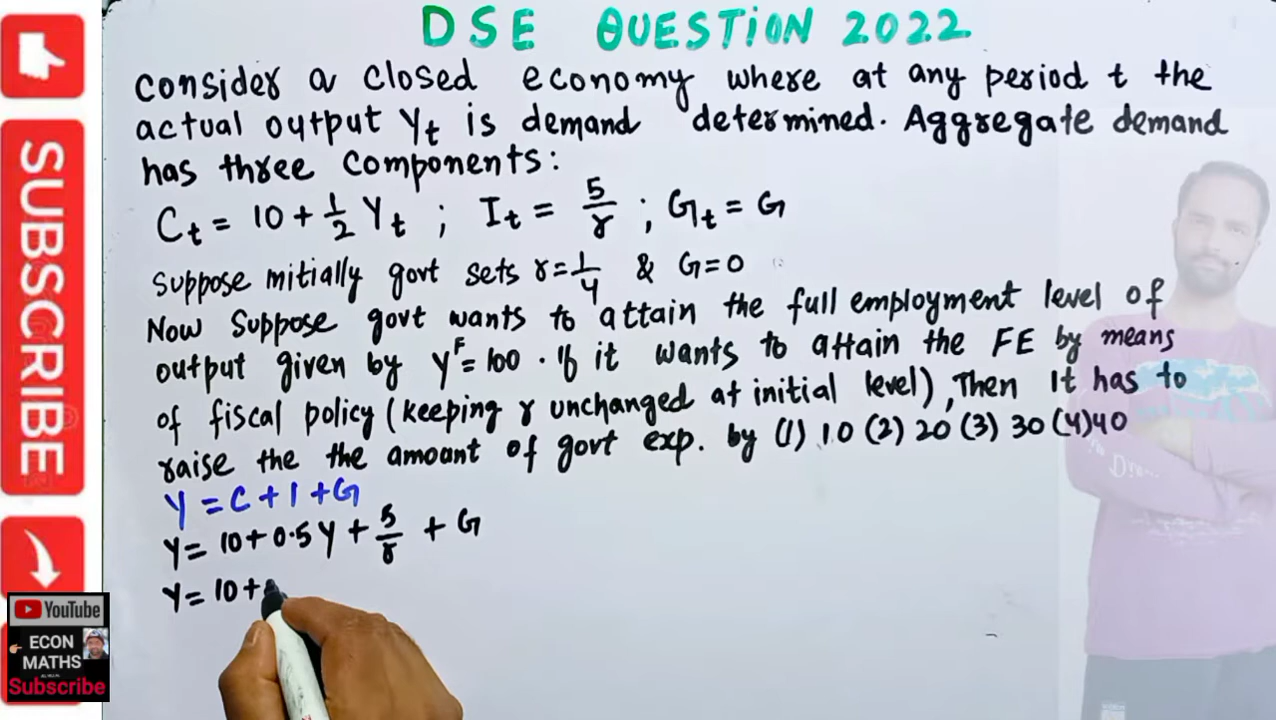 DSE QUESTION 2022
Consider a closed economy where at any period t the
actual output Yt is demand determined. Aggregate demand
has three components:
Ct = 10 + 1/2 Yt ; It = 5/r ; Gt = G
Suppose initially govt sets r = 1/4 & G=0
Now suppose govt wants to attain the full employment level of
output given by Y^F = 100 . If it wants to attain the FE by means
of fiscal policy (keeping r unchanged at initial level), Then It has to
raise the the amount of govt exp. by (1) 10 (2) 20 (3) 30 (4) 40
Y = C + I + G
Y = 10 + 0.5Y + 5/r + G
Y = 10 +
SUBSCRIBE
YouTube
ECON
MATHS
Subscribe